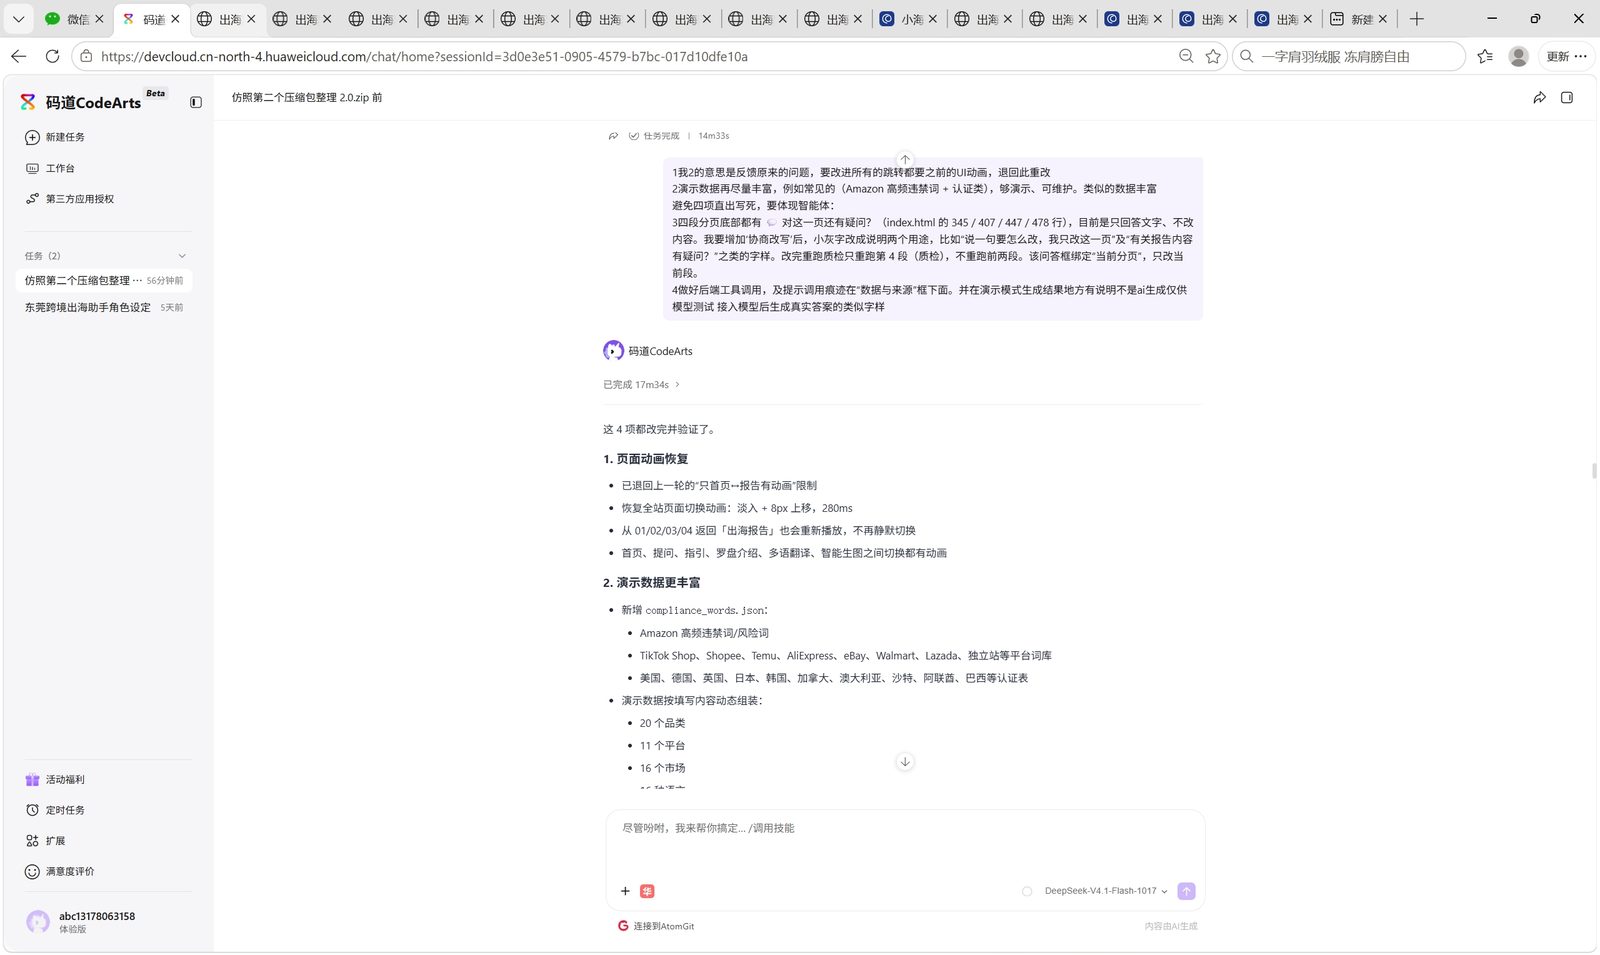 微信
码道
出海
出海
出海
出海
出海
出海
出海
出海
出海
小海
出海
出海
出海
出海
出海
新建
https://devcloud.cn-north-4.huaweicloud.com/chat/home?sessionId=3d0e3e51-0905-4579-b7bc-017d10dfe10a
一字肩羽绒服 冻肩膀自由
更新
码道CodeArts Beta
新建任务
工作台
第三方应用授权
任务（2）
仿照第二个压缩包整理 ··· 56分钟前
东莞跨境出海助手角色设定 5天前
活动福利
定时任务
扩展
满意度评价
abc13178063158
体验版
仿照第二个压缩包整理 2.0.zip 前
任务完成 | 14m33s
1我2的意思是反馈原来的问题，要改进所有的跳转都要之前的UI动画，退回此重改
2演示数据再尽量丰富，例如常见的（Amazon 高频违禁词 + 认证类），够演示、可维护。类似的数据丰富
避免四项直出写死，要体现智能体：
3四段分页底部都有 💬 对这一页还有疑问？（index.html 的 345 / 407 / 447 / 478 行），目前是只回答文字、不改
内容。我要增加‘协商改写’后，小灰字改成说明两个用途，比如“说一句要怎么改，我只改这一页”及“有关报告内容
有疑问？”之类的字样。改完重跑质检只重跑第 4 段（质检），不重跑前两段。该问答框绑定“当前分页”，只改当
前段。
4做好后端工具调用，及提示调用痕迹在“数据与来源”框下面。并在演示模式生成结果地方有说明不是ai生成仅供
模型测试 接入模型后生成真实答案的类似字样
码道CodeArts
已完成 17m34s >
这 4 项都改完并验证了。
1. 页面动画恢复
• 已退回上一轮的“只首页↔报告有动画”限制
• 恢复全站页面切换动画：淡入 + 8px 上移，280ms
• 从 01/02/03/04 返回「出海报告」也会重新播放，不再静默切换
• 首页、提问、指引、罗盘介绍、多语翻译、智能生图之间切换都有动画
2. 演示数据更丰富
• 新增 compliance_words.json：
• Amazon 高频违禁词/风险词
• TikTok Shop、Shopee、Temu、AliExpress、eBay、Walmart、Lazada、独立站等平台词库
• 美国、德国、英国、日本、韩国、加拿大、澳大利亚、沙特、阿联酋、巴西等认证表
• 演示数据按填写内容动态组装：
• 20 个品类
• 11 个平台
• 16 个市场
尽管吩咐，我来帮你搞定... /调用技能
华
DeepSeek-V4.1-Flash-1017
连接到AtomGit
内容由AI生成